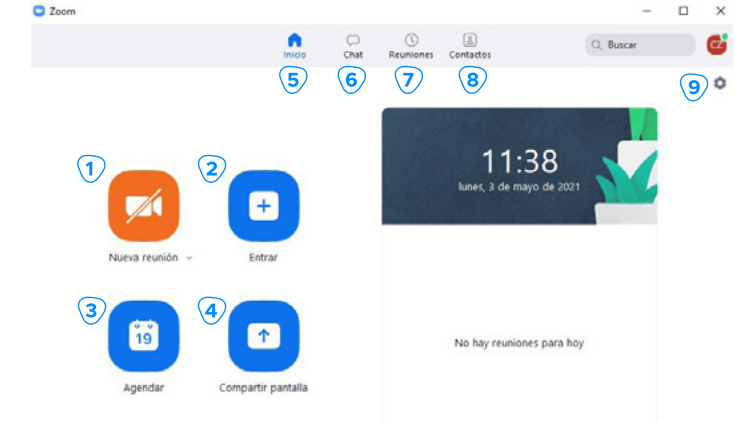 Zoom
Inicio
Chat
Reuniones
Contactos
Buscar
CZ
5
6
7
8
9
11:38
lunes, 3 de mayo de 2021
1
2
Nueva reunión
Entrar
3
4
19
Agendar
Compartir pantalla
No hay reuniones para hoy